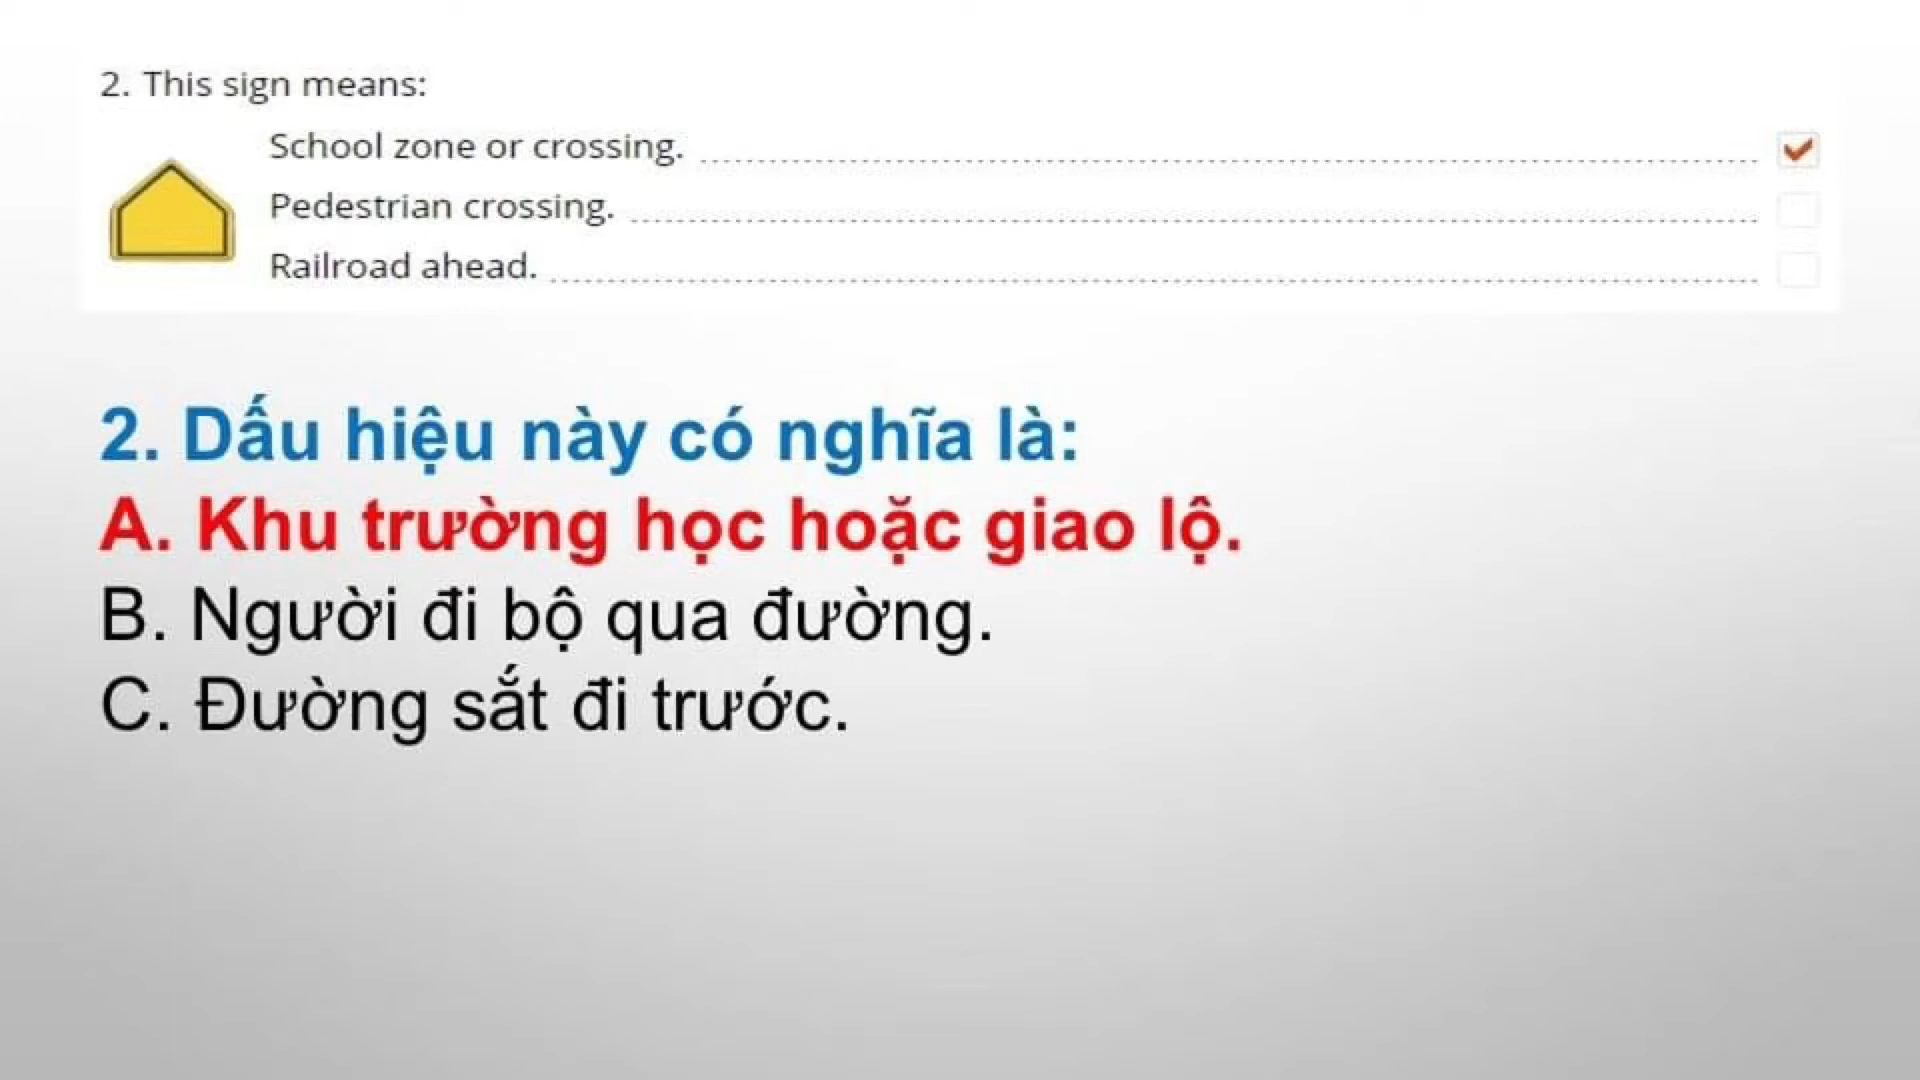 2. This sign means:
School zone or crossing.
Pedestrian crossing.
Railroad ahead.
2. Dấu hiệu này có nghĩa là:
A. Khu trường học hoặc giao lộ.
B. Người đi bộ qua đường.
C. Đường sắt đi trước.